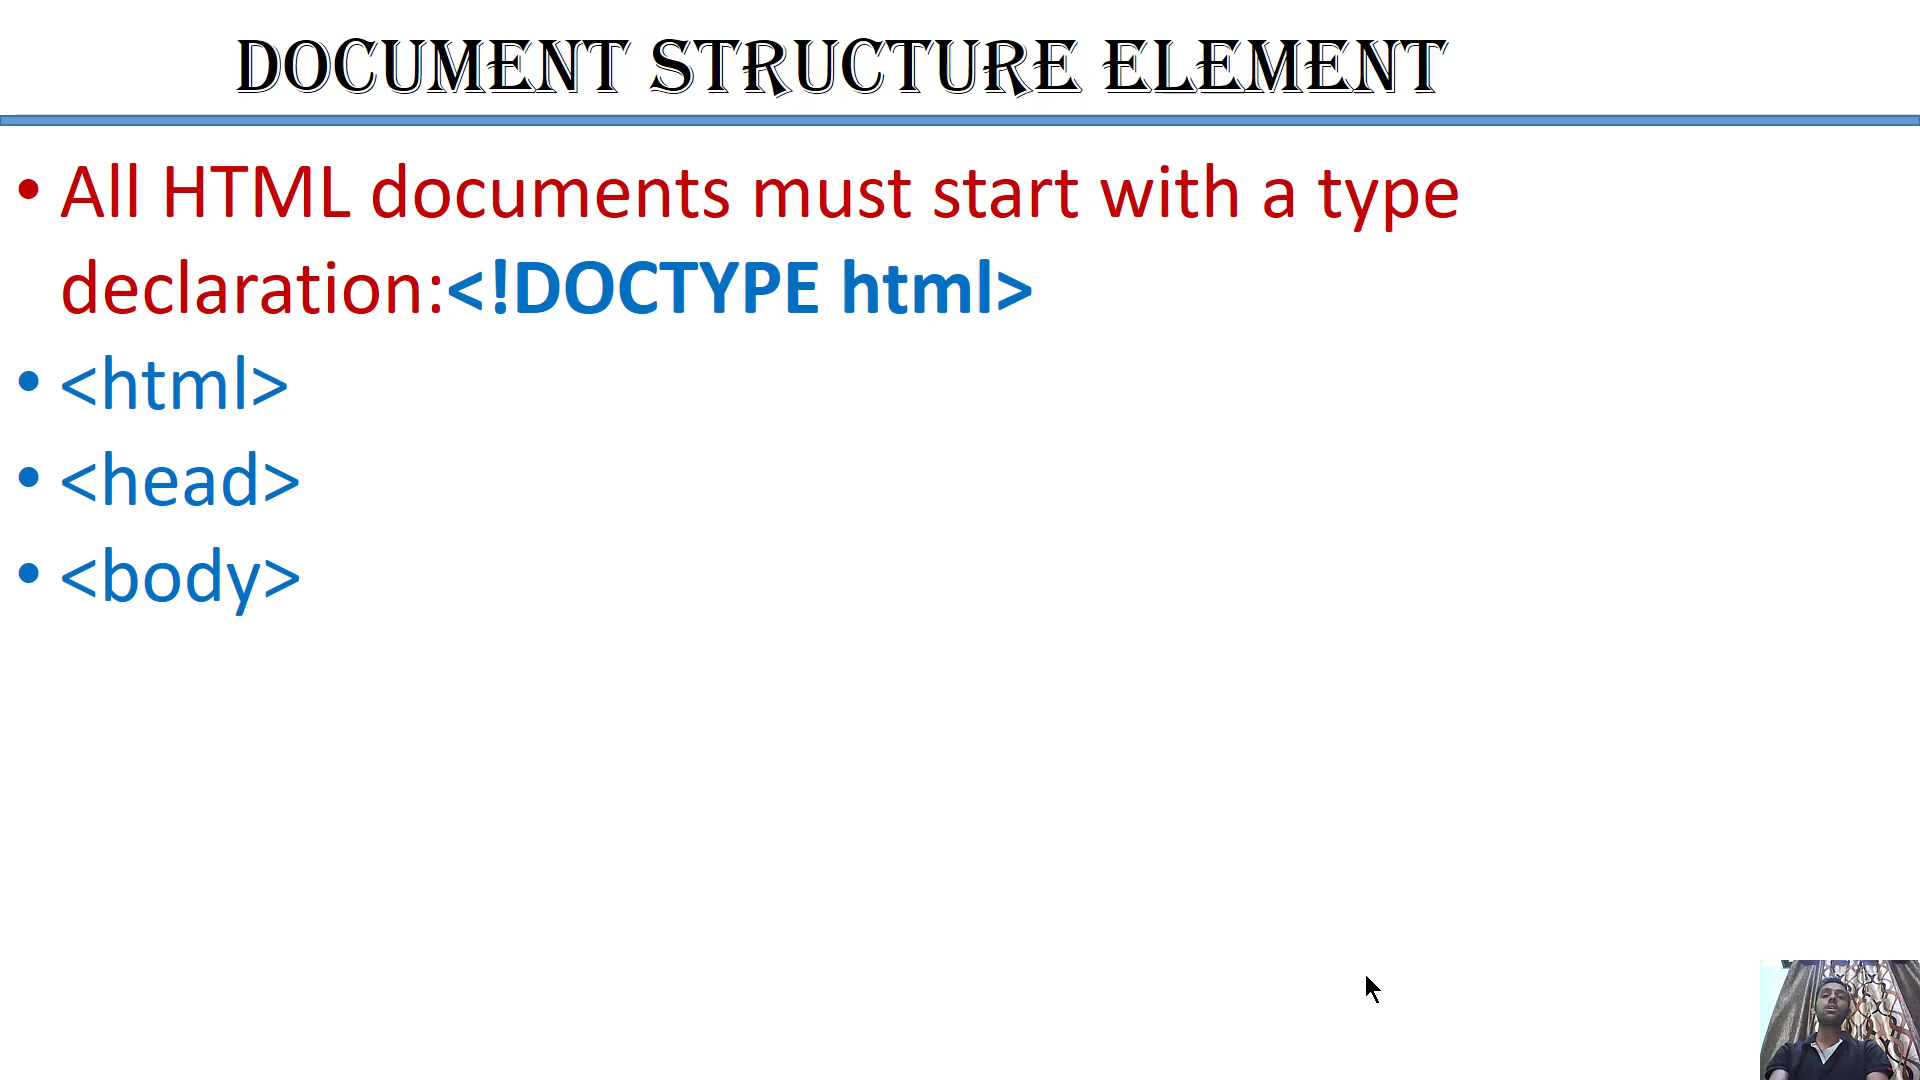 DOCUMENT STRUCTURE ELEMENT
• All HTML documents must start with a type
declaration:<!DOCTYPE html>
• <html>
• <head>
• <body>